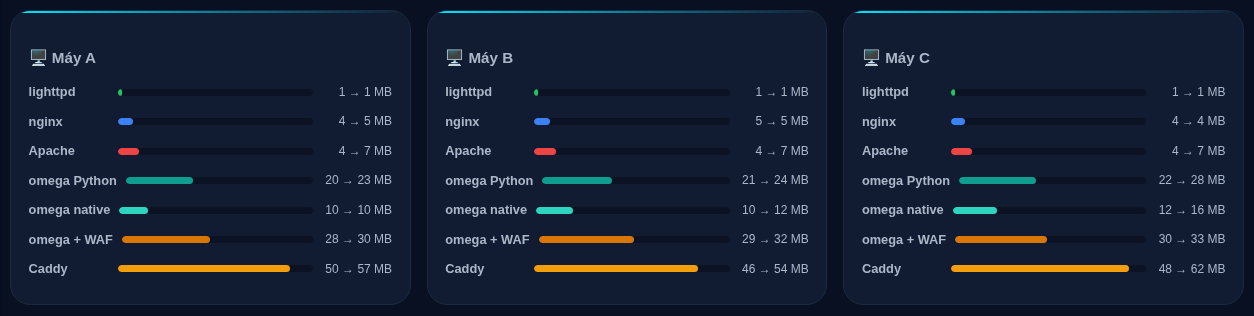 Máy A
lighttpd 1 → 1 MB
nginx 4 → 5 MB
Apache 4 → 7 MB
omega Python 20 → 23 MB
omega native 10 → 10 MB
omega + WAF 28 → 30 MB
Caddy 50 → 57 MB
Máy B
lighttpd 1 → 1 MB
nginx 5 → 5 MB
Apache 4 → 7 MB
omega Python 21 → 24 MB
omega native 10 → 12 MB
omega + WAF 29 → 32 MB
Caddy 46 → 54 MB
Máy C
lighttpd 1 → 1 MB
nginx 4 → 4 MB
Apache 4 → 7 MB
omega Python 22 → 28 MB
omega native 12 → 16 MB
omega + WAF 30 → 33 MB
Caddy 48 → 62 MB